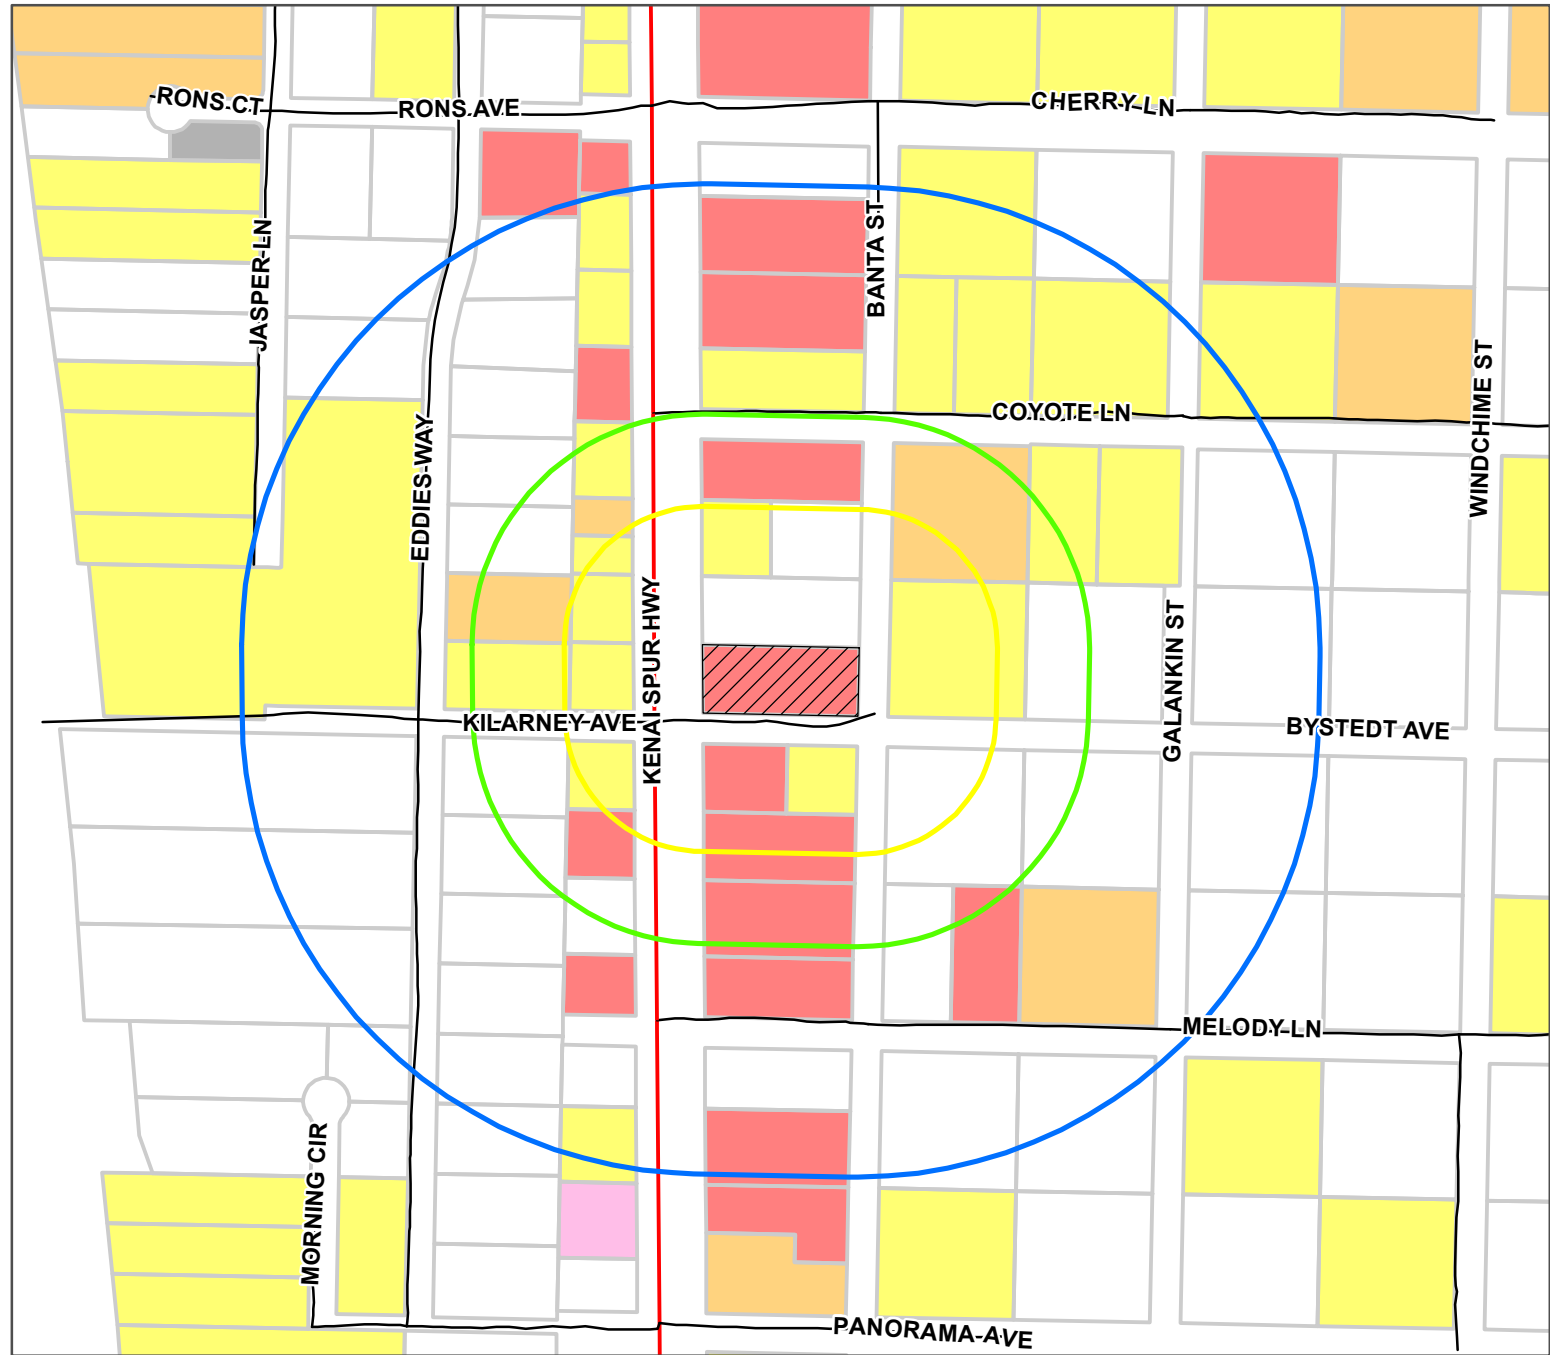 RONS CT
RONS AVE
CHERRY LN
JASPER LN
BANTA ST
COYOTE LN
WINDCHIME ST
EDDIES WAY
KENAI SPUR HWY
GALANKIN ST
KILARNEY AVE
BYSTEDT AVE
MELODY LN
MORNING CIR
PANORAMA AVE